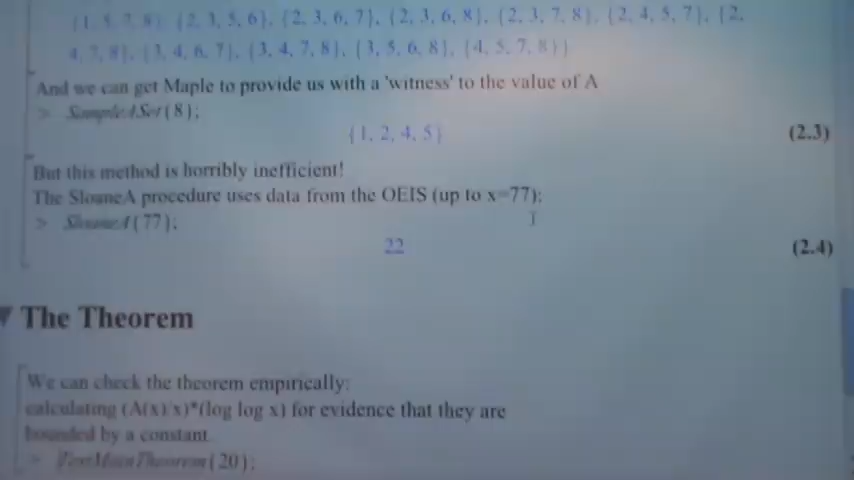 {1, 5, 7, 8}, {2, 3, 5, 6}, {2, 3, 6, 7}, {2, 3, 6, 8}, {2, 3, 7, 8}, {2, 4, 5, 7}, {2,
4, 7, 8}, {3, 4, 6, 7}, {3, 4, 7, 8}, {3, 5, 6, 8}, {4, 5, 7, 8}}
And we can get Maple to provide us with a 'witness' to the value of A
> SampleASet(8);
{1, 2, 4, 5} (2.3)
But this method is horribly inefficient!
The SloaneA procedure uses data from the OEIS (up to x=77);
> SloaneA(77);
22 (2.4)
The Theorem
We can check the theorem empirically:
calculating (A(x)/x)*(log log x) for evidence that they are
bounded by a constant.
> TestMainTheorem(20);